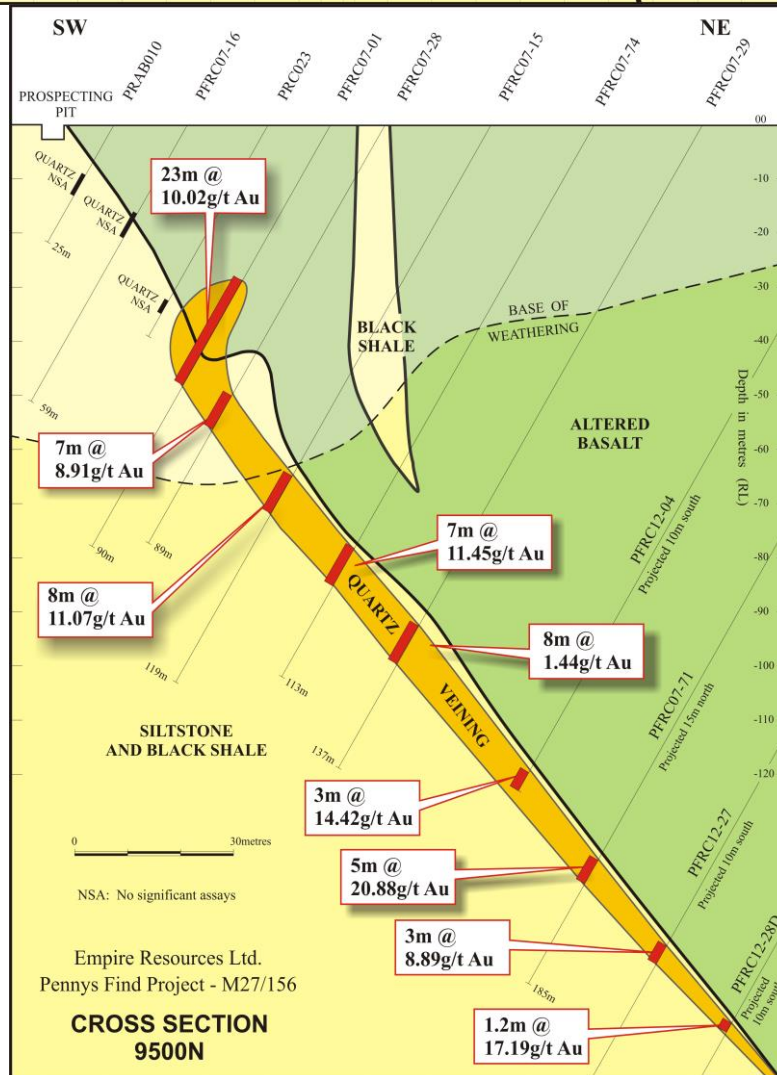 SW
NE
PRAB010
PFRC07-16
PRC023
PFRC07-01
PFRC07-28
PFRC07-15
PFRC07-74
PFRC07-29
PROSPECTING
PIT
00
QUARTZ
NSA
QUARTZ
NSA
QUARTZ
NSA
23m @
10.02g/t Au
-10
-20
-30
-40
-50
-60
-70
-80
-90
-100
-110
-120
Depth in metres (RL)
25m
59m
90m
89m
119m
113m
137m
185m
BLACK
SHALE
BASE OF
WEATHERING
ALTERED
BASALT
7m @
8.91g/t Au
8m @
11.07g/t Au
7m @
11.45g/t Au
8m @
1.44g/t Au
QUARTZ
VEINING
PFRC12-04
Projected 10m south
PFRC07-71
Projected 15m north
PFRC12-27
Projected 10m south
PFRC12-28D
Projected
10m south
SILTSTONE
AND BLACK SHALE
3m @
14.42g/t Au
5m @
20.88g/t Au
3m @
8.89g/t Au
1.2m @
17.19g/t Au
0 30metres
NSA: No significant assays
Empire Resources Ltd.
Pennys Find Project - M27/156
CROSS SECTION
9500N